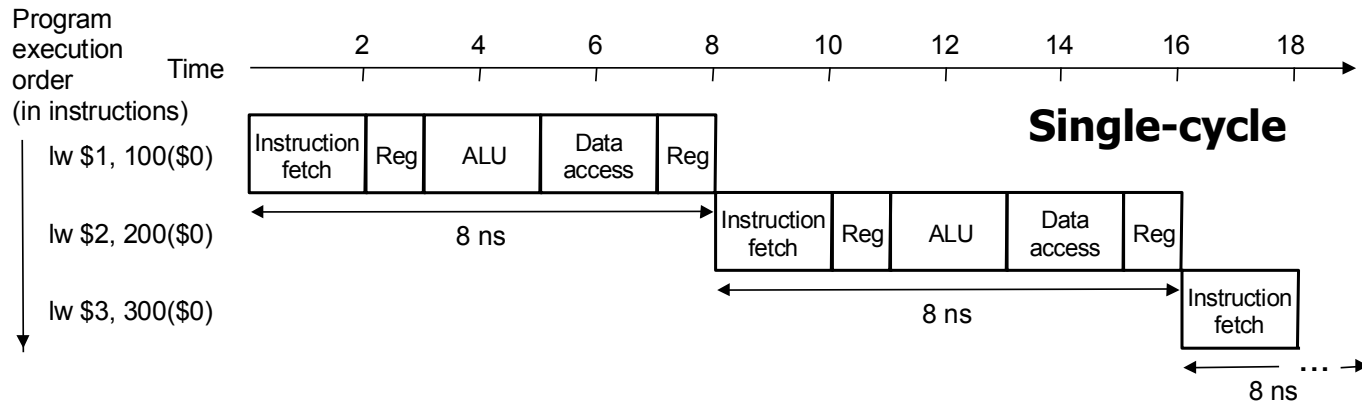 Program
execution
order
(in instructions)
Time
2 4 6 8 10 12 14 16 18
Single-cycle
lw $1, 100($0)
Instruction
fetch
Reg
ALU
Data
access
Reg
8 ns
lw $2, 200($0)
Instruction
fetch
Reg
ALU
Data
access
Reg
8 ns
lw $3, 300($0)
Instruction
fetch
...
8 ns